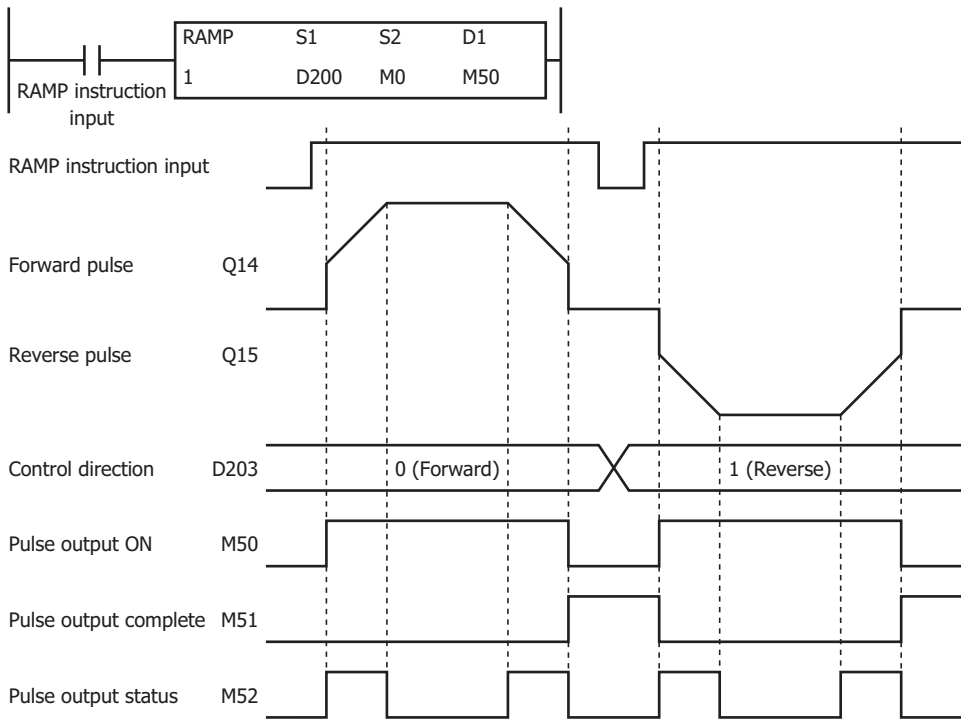 RAMP S1 S2 D1
1 D200 M0 M50
RAMP instruction
input
RAMP instruction input
Forward pulse Q14
Reverse pulse Q15
Control direction D203 0 (Forward) 1 (Reverse)
Pulse output ON M50
Pulse output complete M51
Pulse output status M52